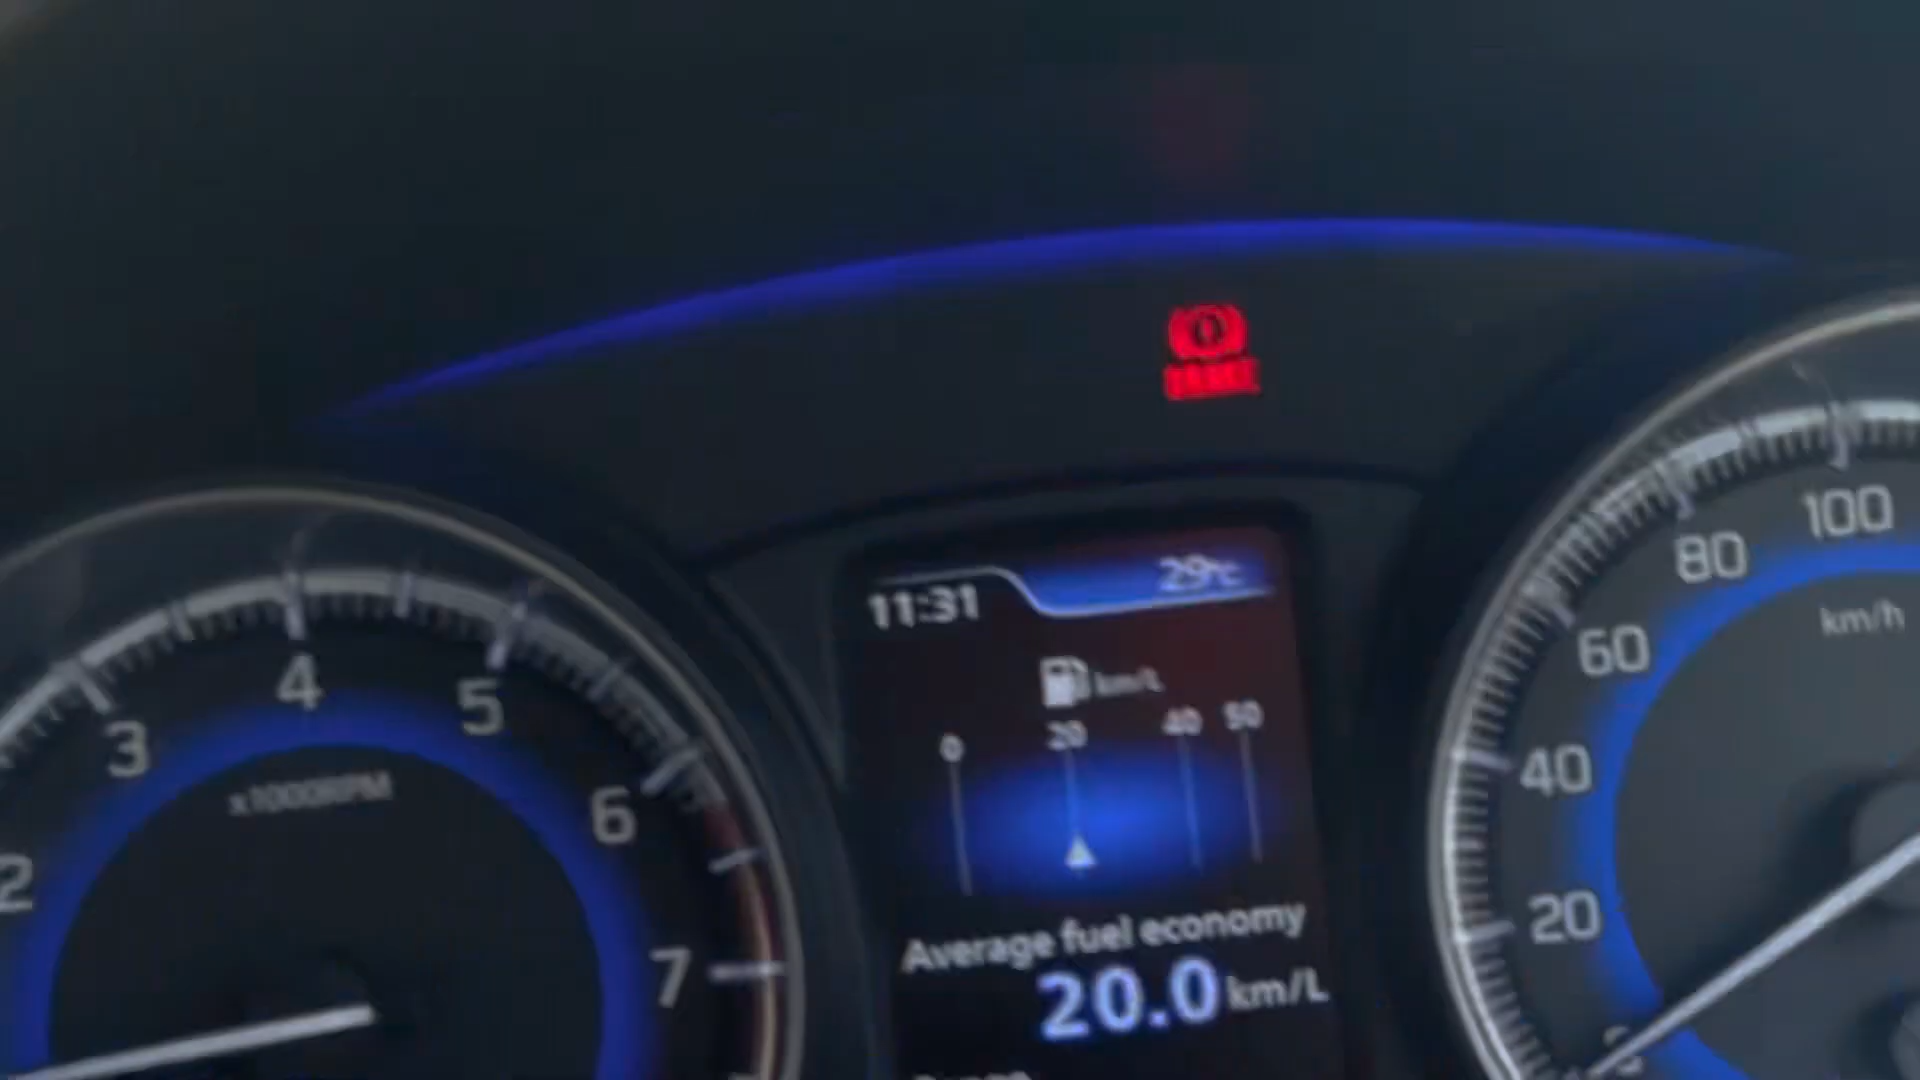 BRAKE
11:31
29°C
km/L
0 20 40 50
Average fuel economy
20.0 km/L
2 3 4 5 6 7
x1000RPM
20 40 60 80 100
km/h